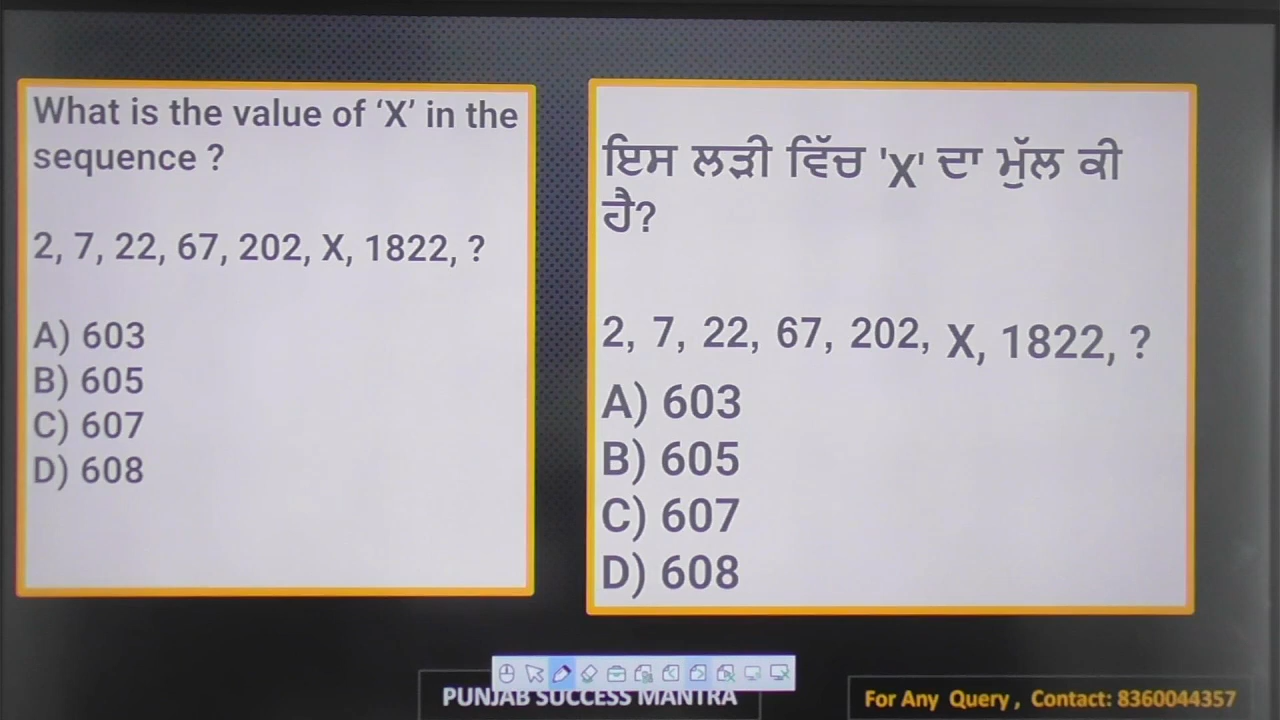 What is the value of ‘X’ in the
sequence ?
2, 7, 22, 67, 202, X, 1822, ?
A) 603
B) 605
C) 607
D) 608
ਇਸ ਲੜੀ ਵਿੱਚ 'X' ਦਾ ਮੁੱਲ ਕੀ
ਹੈ?
2, 7, 22, 67, 202, X, 1822, ?
A) 603
B) 605
C) 607
D) 608
PUNJAB SUCCESS MANTRA
For Any Query , Contact: 8360044357